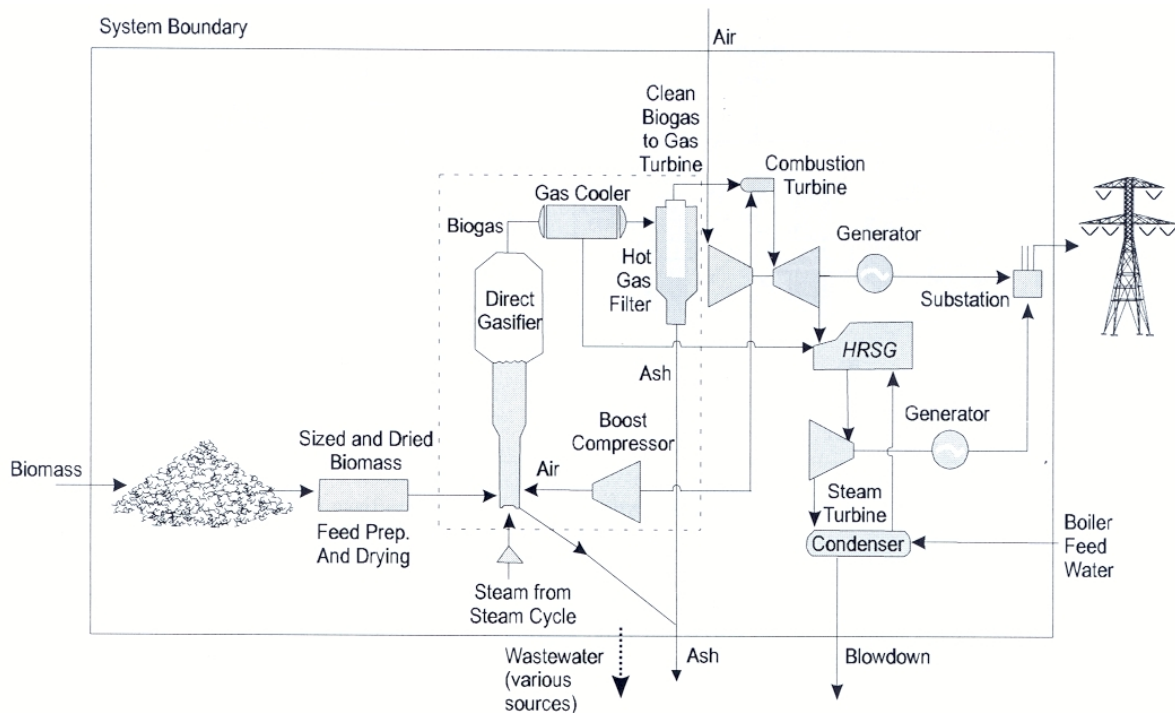 System Boundary
Air
Clean
Biogas
to Gas
Turbine
Combustion
Turbine
Gas Cooler
Biogas
Generator
Hot
Gas
Filter
Direct
Gasifier
Substation
HRSG
Ash
Boost
Compressor
Generator
Sized and Dried
Biomass
Air
Biomass
Steam
Turbine
Feed Prep.
And Drying
Condenser
Boiler
Feed
Water
Steam from
Steam Cycle
Wastewater
(various
sources)
Ash
Blowdown